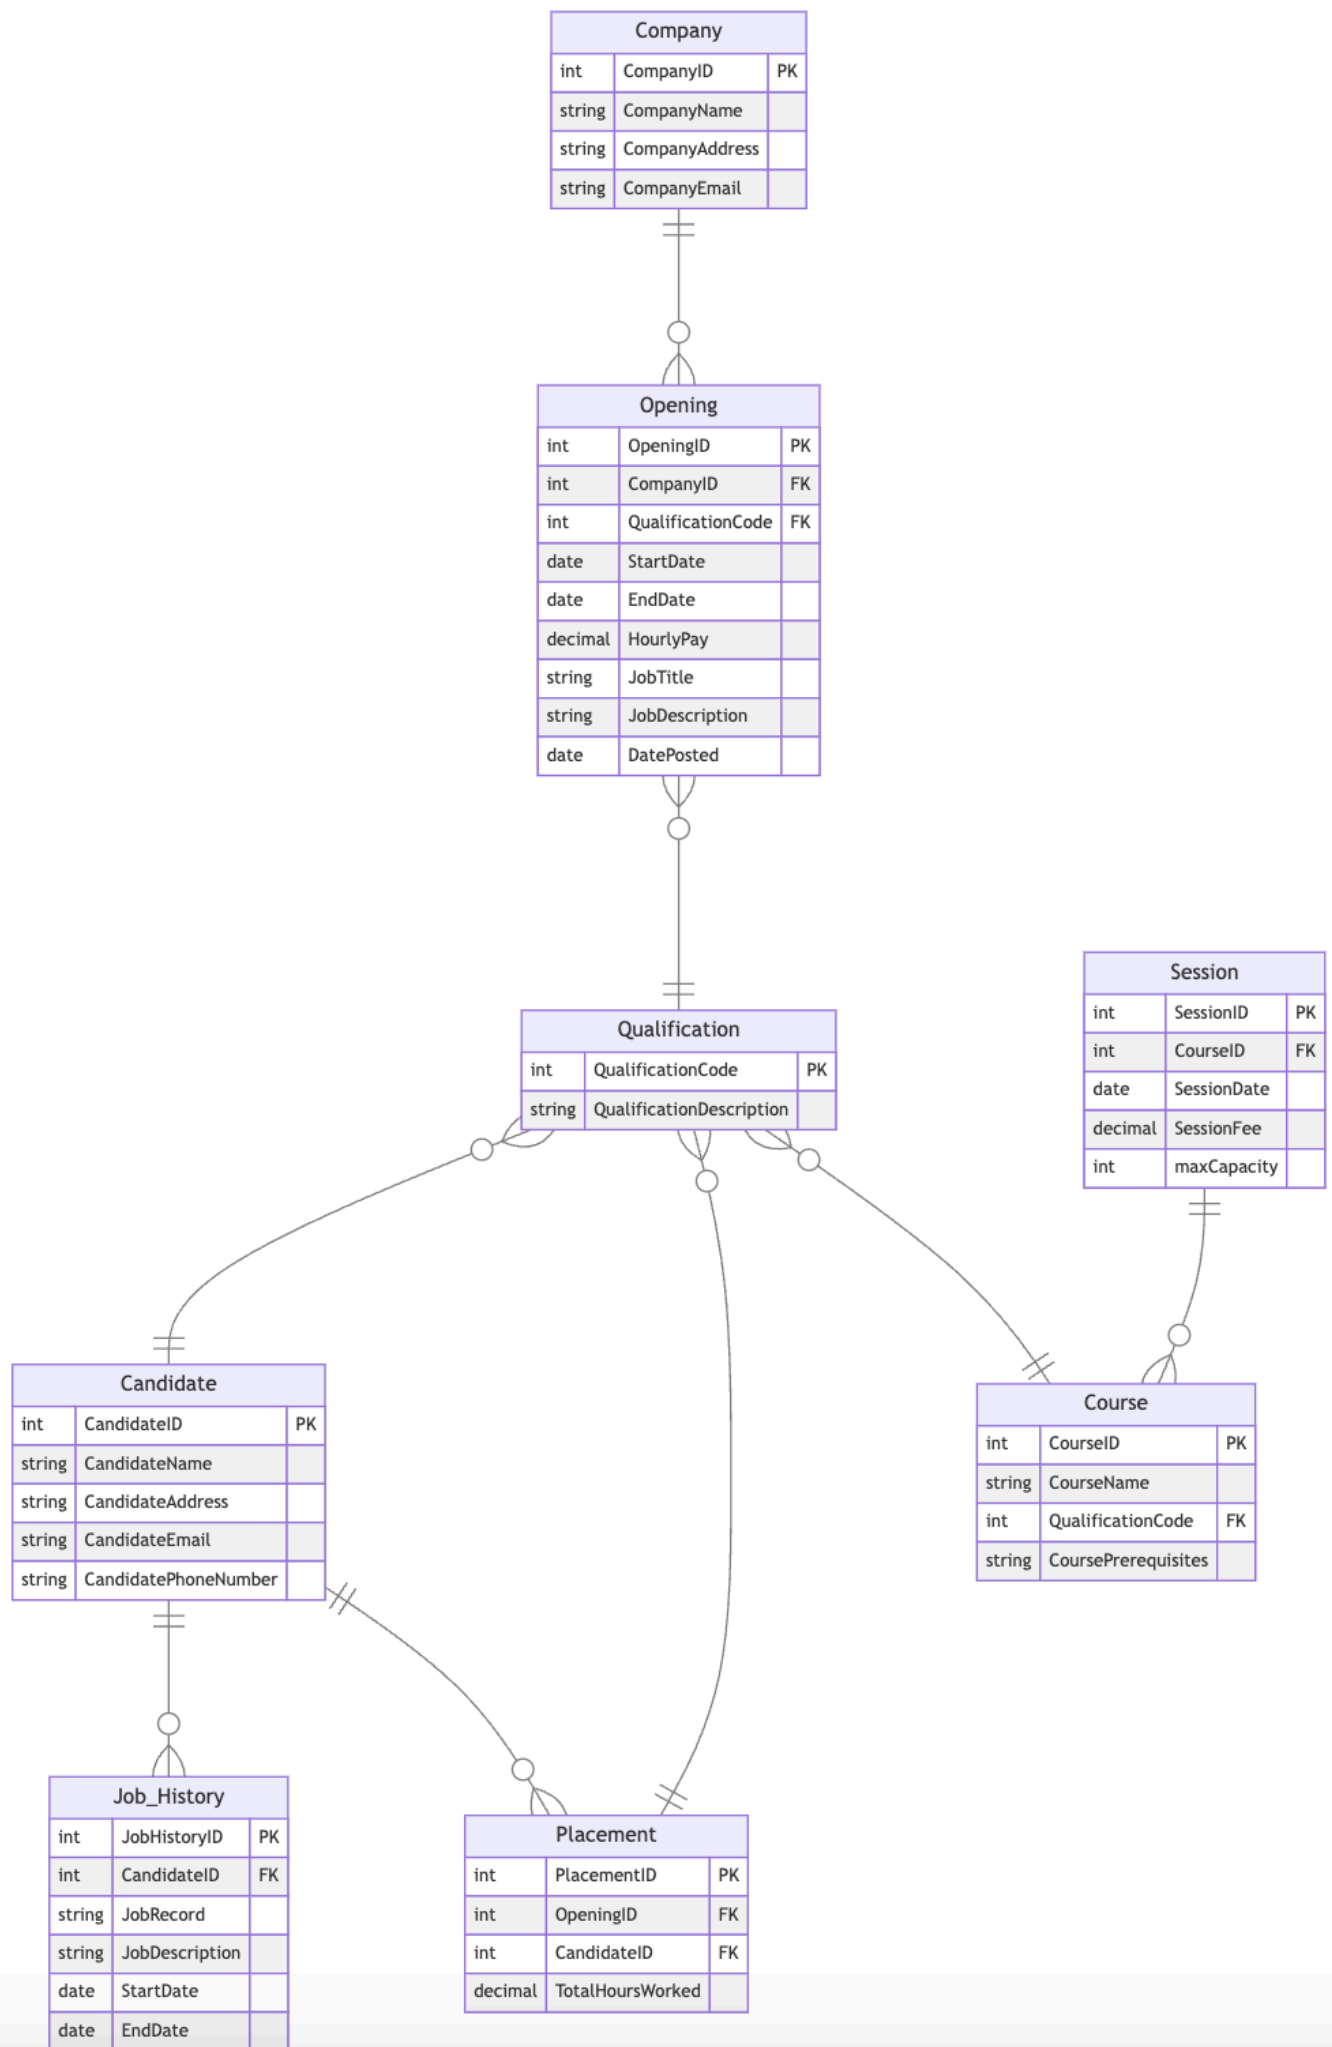 Company
int CompanyID PK
string CompanyName
string CompanyAddress
string CompanyEmail
Opening
int OpeningID PK
int CompanyID FK
int QualificationCode FK
date StartDate
date EndDate
decimal HourlyPay
string JobTitle
string JobDescription
date DatePosted
Session
int SessionID PK
int CourseID FK
date SessionDate
decimal SessionFee
int maxCapacity
Qualification
int QualificationCode PK
string QualificationDescription
Candidate
int CandidateID PK
string CandidateName
string CandidateAddress
string CandidateEmail
string CandidatePhoneNumber
Course
int CourseID PK
string CourseName
int QualificationCode FK
string CoursePrerequisites
Job_History
int JobHistoryID PK
int CandidateID FK
string JobRecord
string JobDescription
date StartDate
date EndDate
Placement
int PlacementID PK
int OpeningID FK
int CandidateID FK
decimal TotalHoursWorked